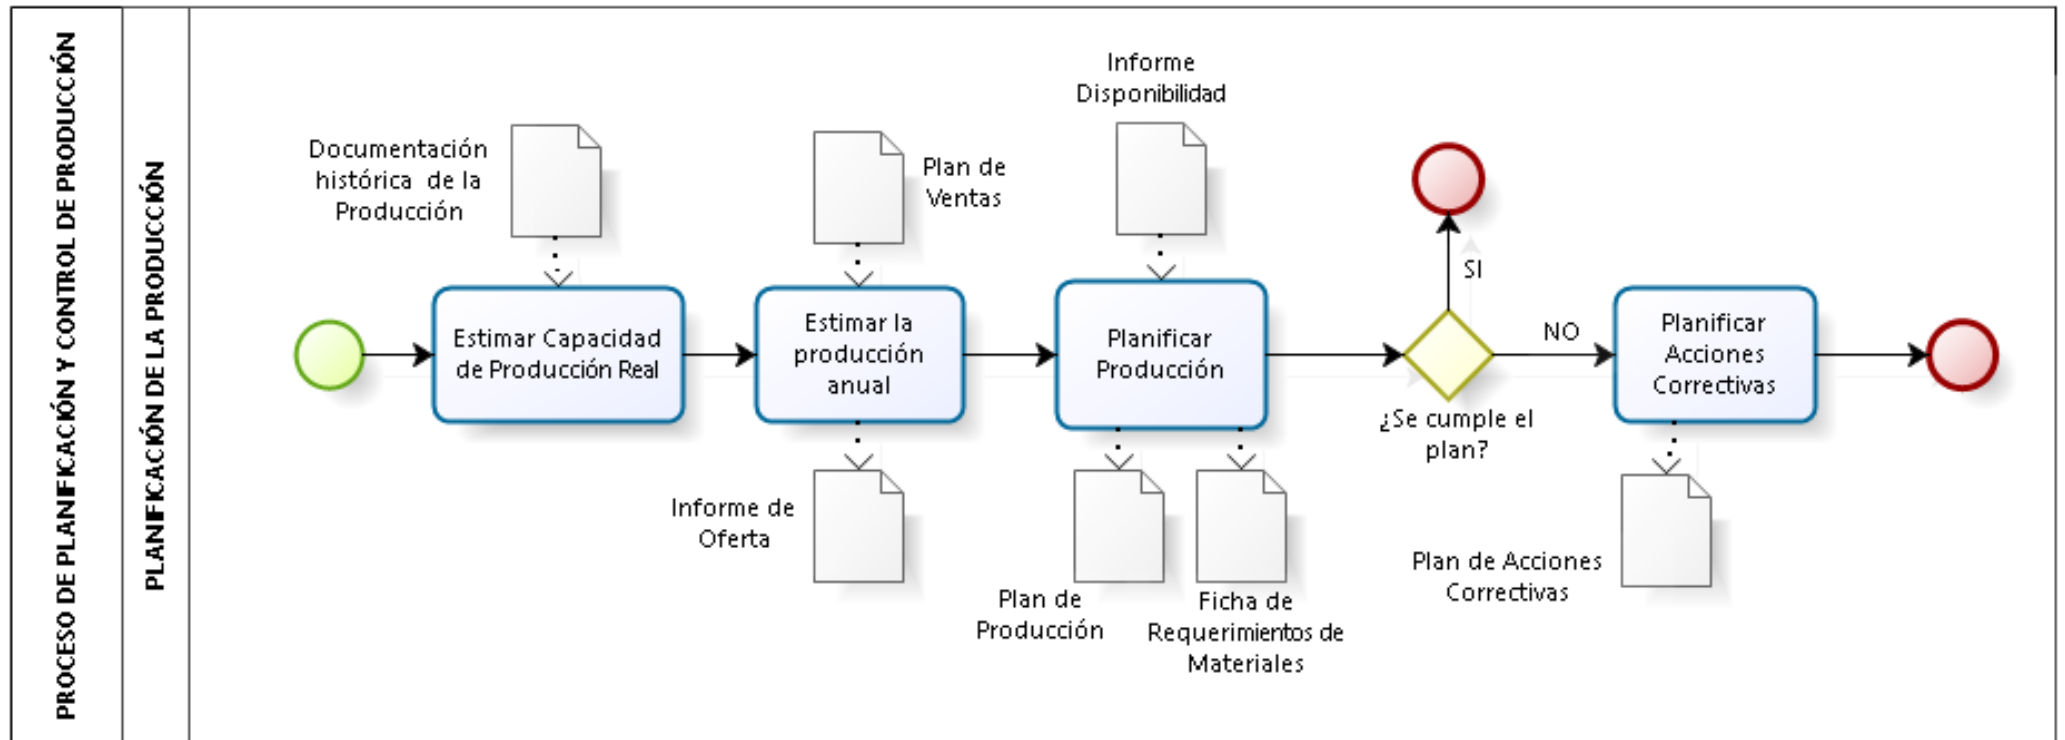 PROCESO DE PLANIFICACIÓN Y CONTROL DE PRODUCCIÓN
PLANIFICACIÓN DE LA PRODUCCIÓN
Documentación
histórica de la
Producción
Plan de
Ventas
Informe
Disponibilidad
Estimar Capacidad
de Producción Real
Estimar la
producción
anual
Planificar
Producción
SI
NO
¿Se cumple el
plan?
Planificar
Acciones
Correctivas
Informe de
Oferta
Plan de
Producción
Ficha de
Requerimientos de
Materiales
Plan de Acciones
Correctivas